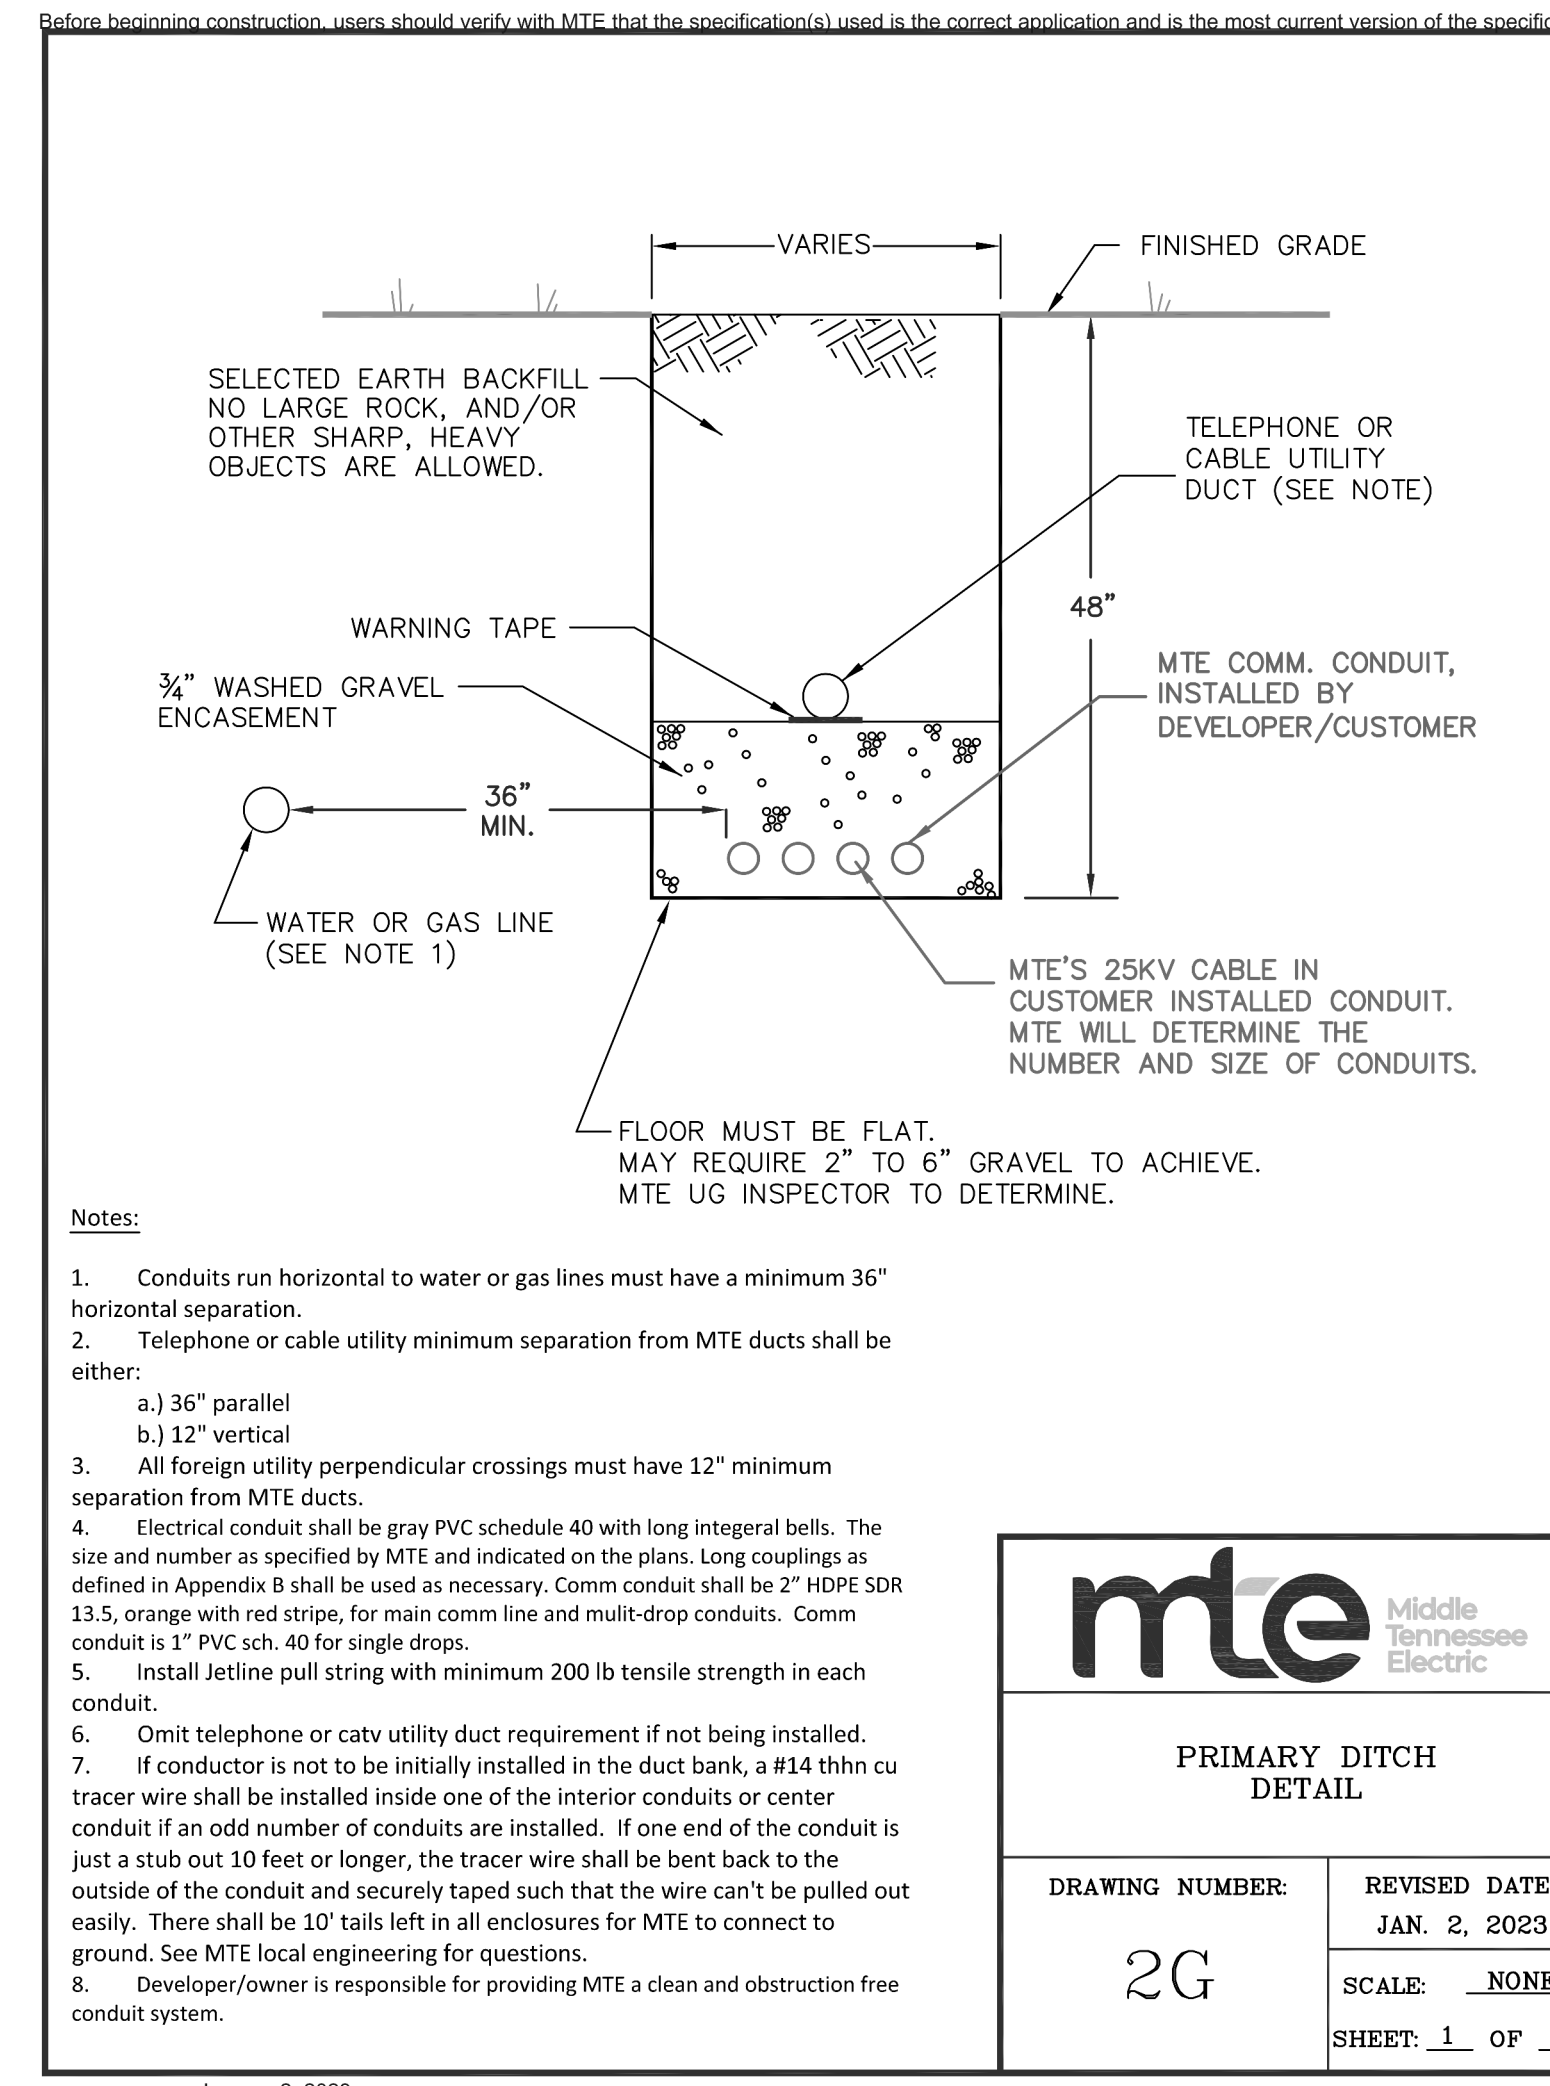 Before beginning construction, users should verify with MTE that the specification(s) used is the correct application and is the most current version of the
VARIES
FINISHED GRADE
SELECTED EARTH BACKFILL
NO LARGE ROCK, AND/OR
OTHER SHARP, HEAVY
OBJECTS ARE ALLOWED.
TELEPHONE OR
CABLE UTILITY
DUCT (SEE NOTE)
48”
WARNING TAPE
¾” WASHED GRAVEL
ENCASEMENT
MTE COMM. CONDUIT,
INSTALLED BY
DEVELOPER/CUSTOMER
36”
MIN.
WATER OR GAS LINE
(SEE NOTE 1)
MTE’S 25KV CABLE IN
CUSTOMER INSTALLED CONDUIT.
MTE WILL DETERMINE THE
NUMBER AND SIZE OF CONDUITS.
FLOOR MUST BE FLAT.
MAY REQUIRE 2” TO 6” GRAVEL TO ACHIEVE.
MTE UG INSPECTOR TO DETERMINE.
Notes:
1. Conduits run horizontal to water or gas lines must have a minimum 36"
horizontal separation.
2. Telephone or cable utility minimum separation from MTE ducts shall be
either:
a.) 36" parallel
b.) 12" vertical
3. All foreign utility perpendicular crossings must have 12" minimum
separation from MTE ducts.
4. Electrical conduit shall be gray PVC schedule 40 with long integeral bells. The
size and number as specified by MTE and indicated on the plans. Long couplings as
defined in Appendix B shall be used as necessary. Comm conduit shall be 2” HDPE SDR
13.5, orange with red stripe, for main comm line and mulit-drop conduits. Comm
conduit is 1” PVC sch. 40 for single drops.
5. Install Jetline pull string with minimum 200 lb tensile strength in each
conduit.
6. Omit telephone or catv utility duct requirement if not being installed.
7. If conductor is not to be initially installed in the duct bank, a #14 thhn cu
tracer wire shall be installed inside one of the interior conduits or center
conduit if an odd number of conduits are installed. If one end of the conduit is
just a stub out 10 feet or longer, the tracer wire shall be bent back to the
outside of the conduit and securely taped such that the wire can't be pulled out
easily. There shall be 10' tails left in all enclosures for MTE to connect to
ground. See MTE local engineering for questions.
8. Developer/owner is responsible for providing MTE a clean and obstruction free
conduit system.
mte
Middle
Tennessee
Electric
PRIMARY DITCH
DETAIL
DRAWING NUMBER:
2G
REVISED DATE
JAN. 2, 2023
SCALE: NONE
SHEET: 1 OF